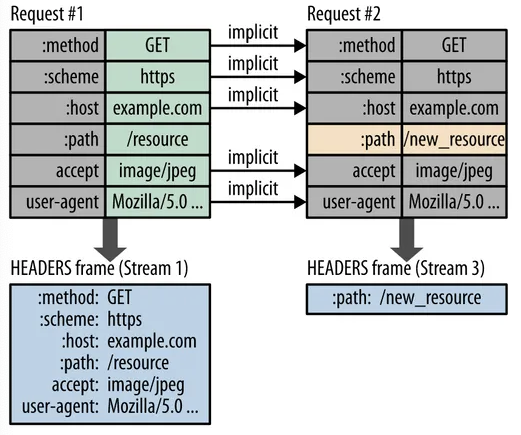 Request #1
:method GET
:scheme https
:host example.com
:path /resource
accept image/jpeg
user-agent Mozilla/5.0 ...
implicit
implicit
implicit
implicit
implicit
Request #2
:method GET
:scheme https
:host example.com
:path /new_resource
accept image/jpeg
user-agent Mozilla/5.0 ...
HEADERS frame (Stream 1)
:method: GET
:scheme: https
:host: example.com
:path: /resource
accept: image/jpeg
user-agent: Mozilla/5.0 ...
HEADERS frame (Stream 3)
:path: /new_resource